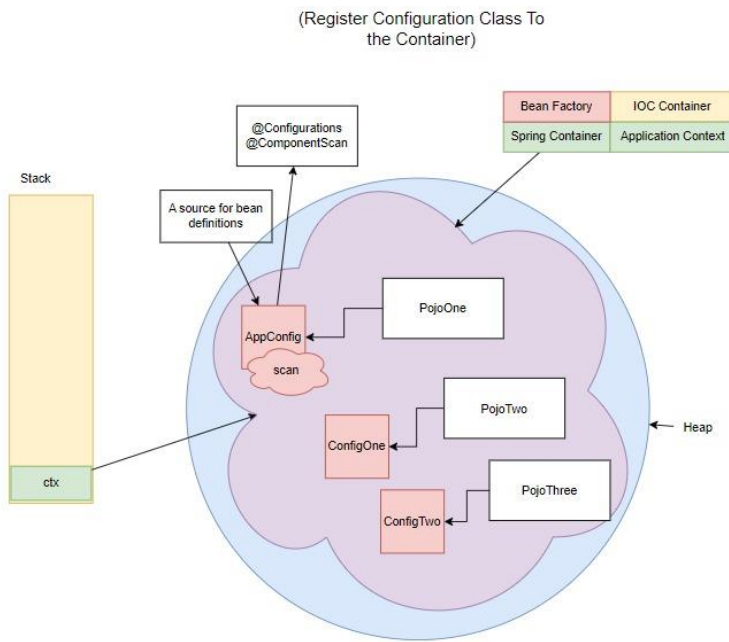 (Register Configuration Class To
the Container)
@Configurations
@ComponentScan
Bean Factory
IOC Container
Spring Container
Application Context
Stack
A source for bean
definitions
AppConfig
scan
PojoOne
PojoTwo
ConfigOne
Heap
PojoThree
ConfigTwo
ctx